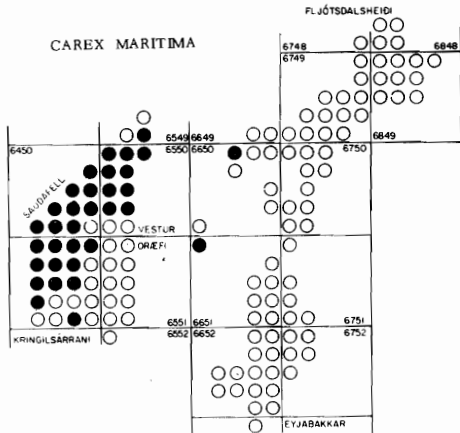 FLJÓTSDALSHEIÐI
CAREX MARITIMA
6748 6848
6749
6549 6649 6849
6450 6550 6650 6750
SAUÐAFELL
VESTUR
ÖRÆFI
6551 6651 6751
KRINGILSÁRRANI 6552 6652 6752
EYJABAKKAR